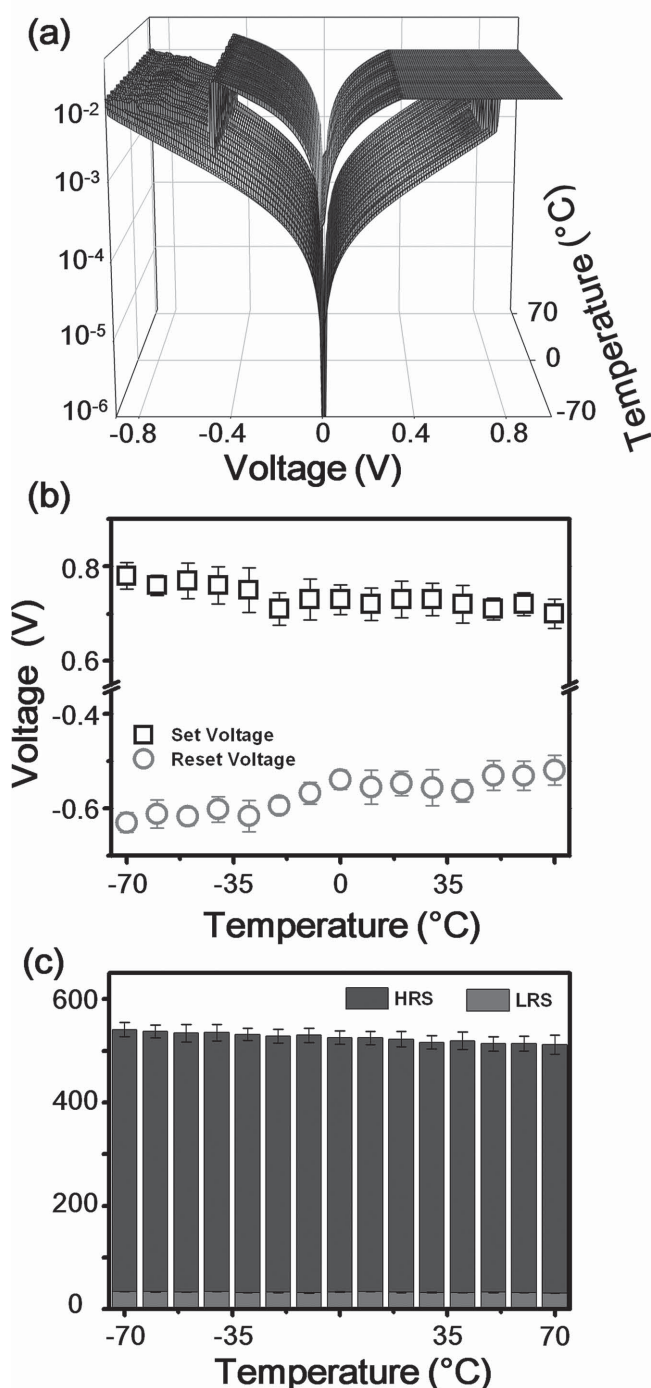 (a)
10-2
10-3
10-4
10-5
10-6
-0.8 -0.4 0 0.4 0.8
Voltage (V)
70
0
-70
Temperature (°C)
(b)
0.8
0.6
-0.4
-0.6
Voltage (V)
Set Voltage
Reset Voltage
-70 -35 0 35
Temperature (°C)
(c)
600
400
200
0
HRS LRS
-70 -35 0 35 70
Temperature (°C)